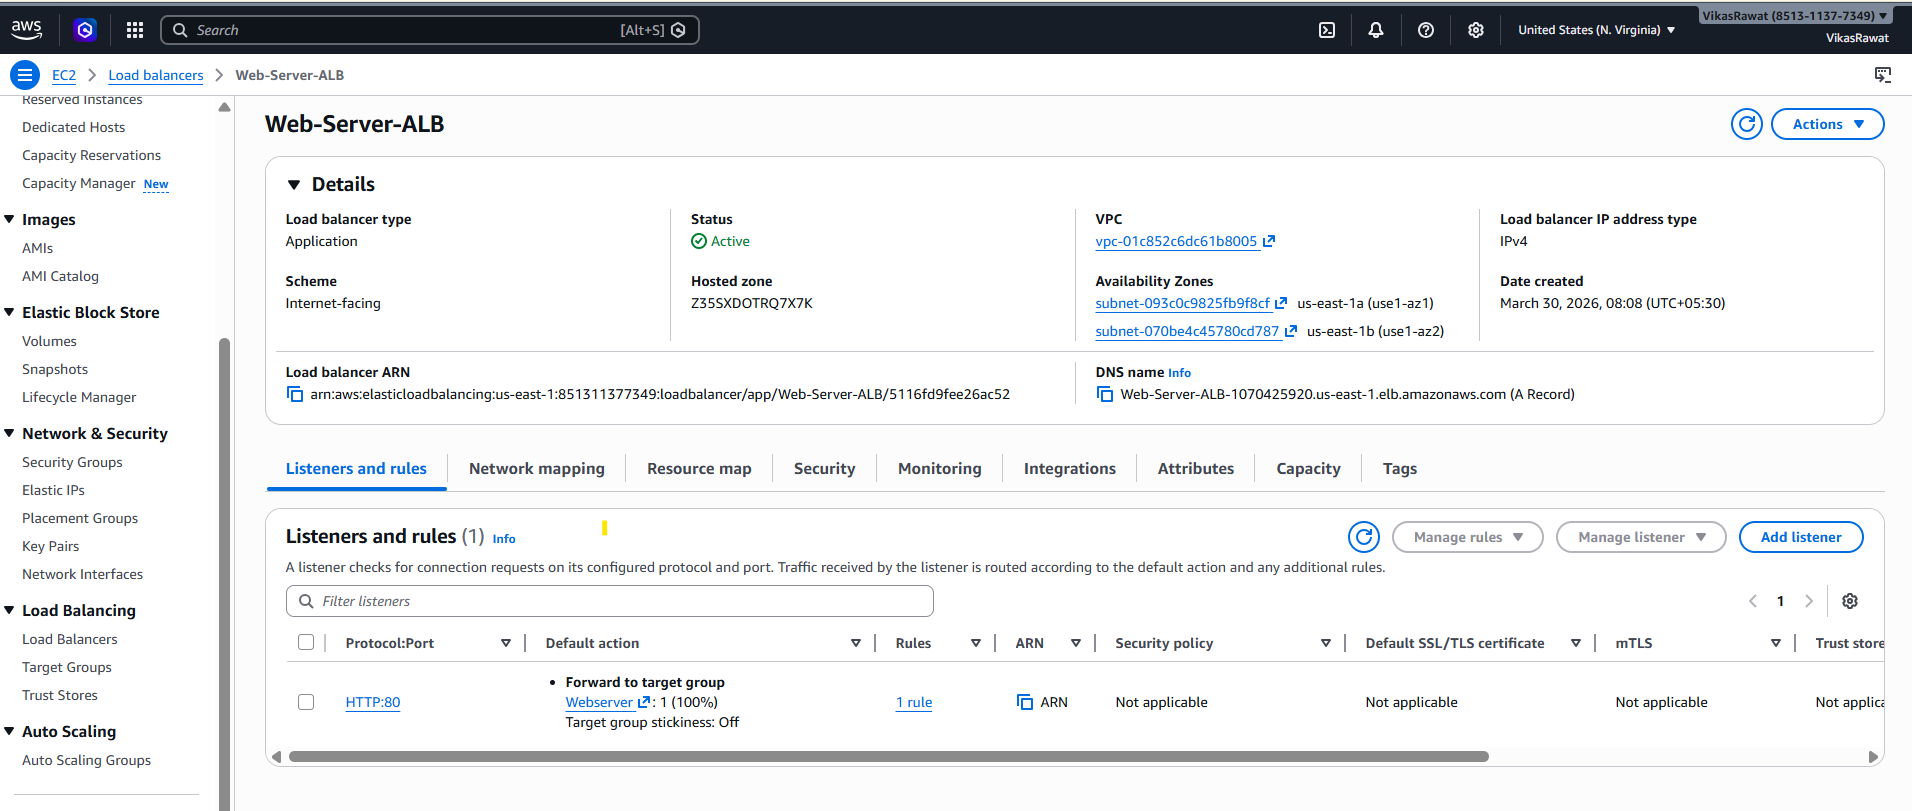 aws
Search [Alt+S]
United States (N. Virginia)
VikasRawat (8513-1137-7349)
VikasRawat
EC2 Load balancers Web-Server-ALB
Reserved Instances
Dedicated Hosts
Capacity Reservations
Capacity Manager New
Images
AMIs
AMI Catalog
Elastic Block Store
Volumes
Snapshots
Lifecycle Manager
Network & Security
Security Groups
Elastic IPs
Placement Groups
Key Pairs
Network Interfaces
Load Balancing
Load Balancers
Target Groups
Trust Stores
Auto Scaling
Auto Scaling Groups
Web-Server-ALB
Actions
Details
Load balancer type
Application
Status
Active
VPC
vpc-01c852c6dc61b8005
Load balancer IP address type
IPv4
Scheme
Internet-facing
Hosted zone
Z35SXDOTRQ7X7K
Availability Zones
subnet-093c0c9825fb9f8cf us-east-1a (use1-az1)
subnet-070be4c45780cd787 us-east-1b (use1-az2)
Date created
March 30, 2026, 08:08 (UTC+05:30)
Load balancer ARN
arn:aws:elasticloadbalancing:us-east-1:851311377349:loadbalancer/app/Web-Server-ALB/5116fd9fee26ac52
DNS name Info
Web-Server-ALB-1070425920.us-east-1.elb.amazonaws.com (A Record)
Listeners and rules Network mapping Resource map Security Monitoring Integrations Attributes Capacity Tags
Listeners and rules (1) Info
Manage rules Manage listener Add listener
A listener checks for connection requests on its configured protocol and port. Traffic received by the listener is routed according to the default action and any additional rules.
Filter listeners
1
Protocol:Port Default action Rules ARN Security policy Default SSL/TLS certificate mTLS Trust store
HTTP:80
• Forward to target group
Webserver : 1 (100%)
Target group stickiness: Off
1 rule
ARN
Not applicable
Not applicable
Not applicable
Not applica